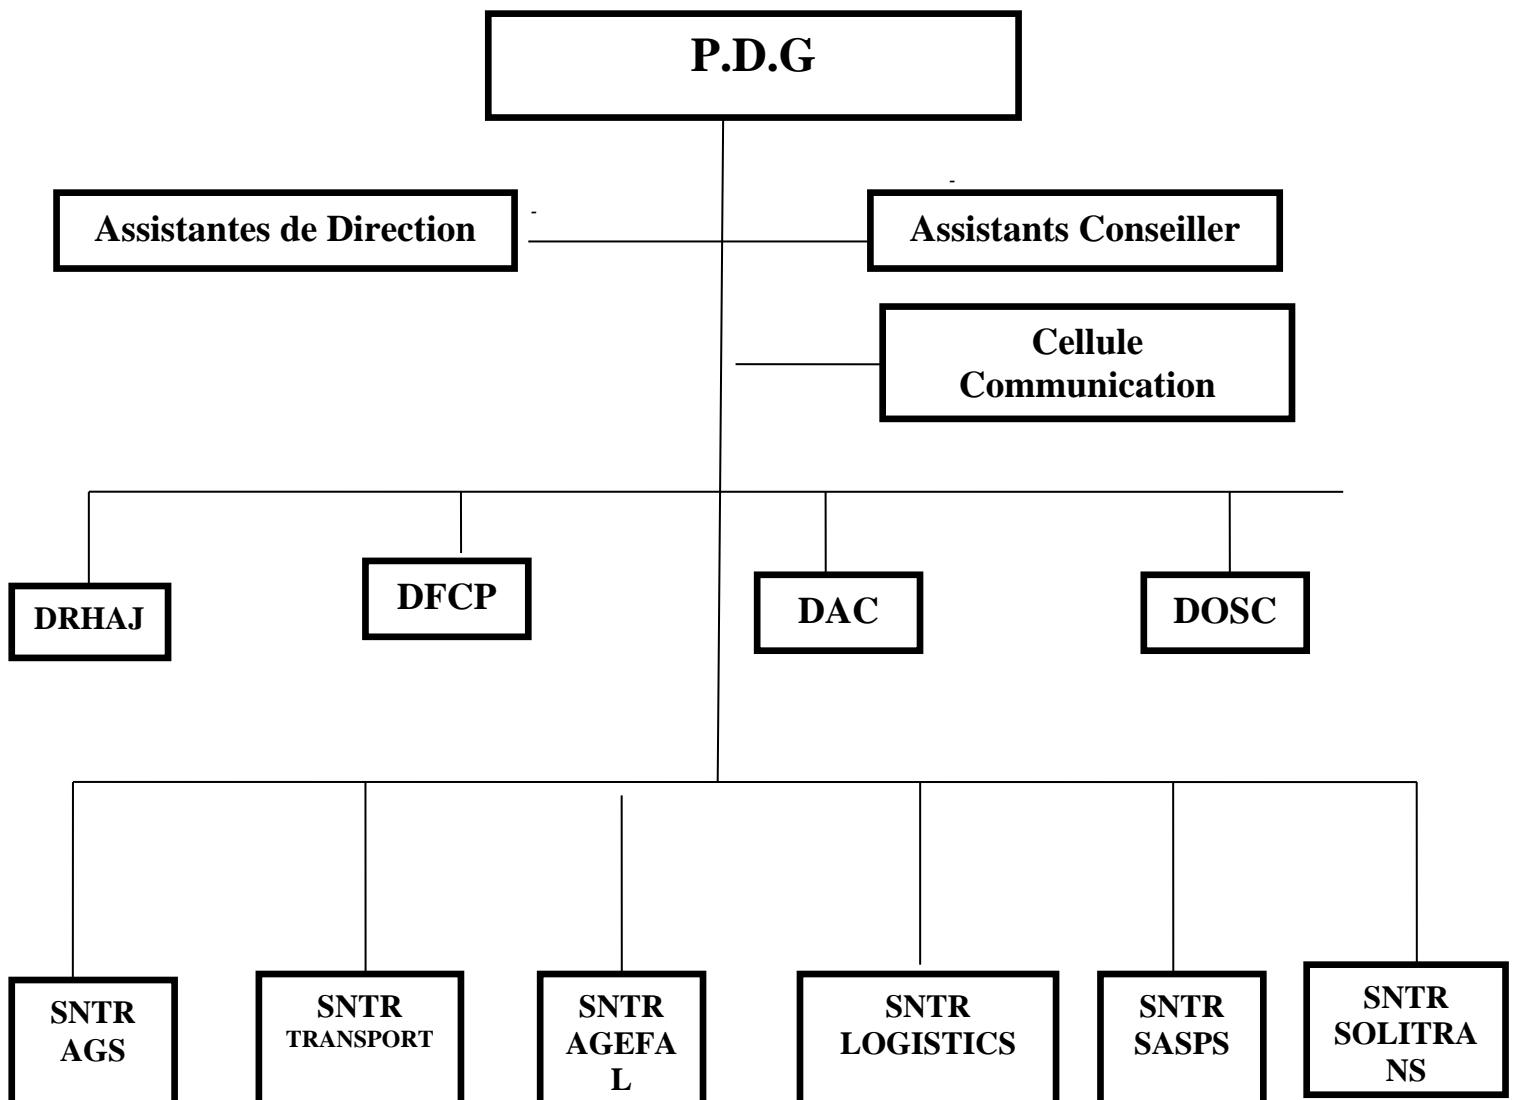 P.D.G
-
Assistantes de Direction
-
Assistants Conseiller
Cellule
Communication
DRHAJ
DFCP
DAC
DOSC
SNTR
AGS
SNTR
TRANSPORT
SNTR
AGEFA
L
SNTR
LOGISTICS
SNTR
SASPS
SNTR
SOLITRA
NS